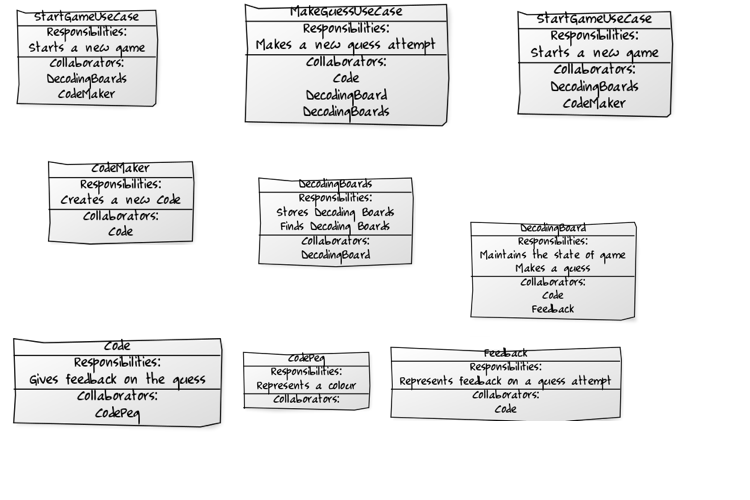 StartGameUseCase
Responsibilities:
Starts a new game
Collaborators:
DecodingBoards
CodeMaker
MakeGuessUseCase
Responsibilities:
Makes a new guess attempt
Collaborators:
Code
DecodingBoard
DecodingBoards
StartGameUseCase
Responsibilities:
Starts a new game
Collaborators:
DecodingBoards
CodeMaker
CodeMaker
Responsibilities:
Creates a new Code
Collaborators:
Code
DecodingBoards
Responsibilities:
Stores Decoding Boards
Finds Decoding Boards
Collaborators:
DecodingBoard
DecodingBoard
Responsibilities:
Maintains the state of game
Makes a guess
Collaborators:
Code
Feedback
Code
Responsibilities:
Gives feedback on the guess
Collaborators:
CodePeg
CodePeg
Responsibilities:
Represents a colour
Collaborators:
Feedback
Responsibilities:
Represents feedback on a guess attempt
Collaborators:
Code